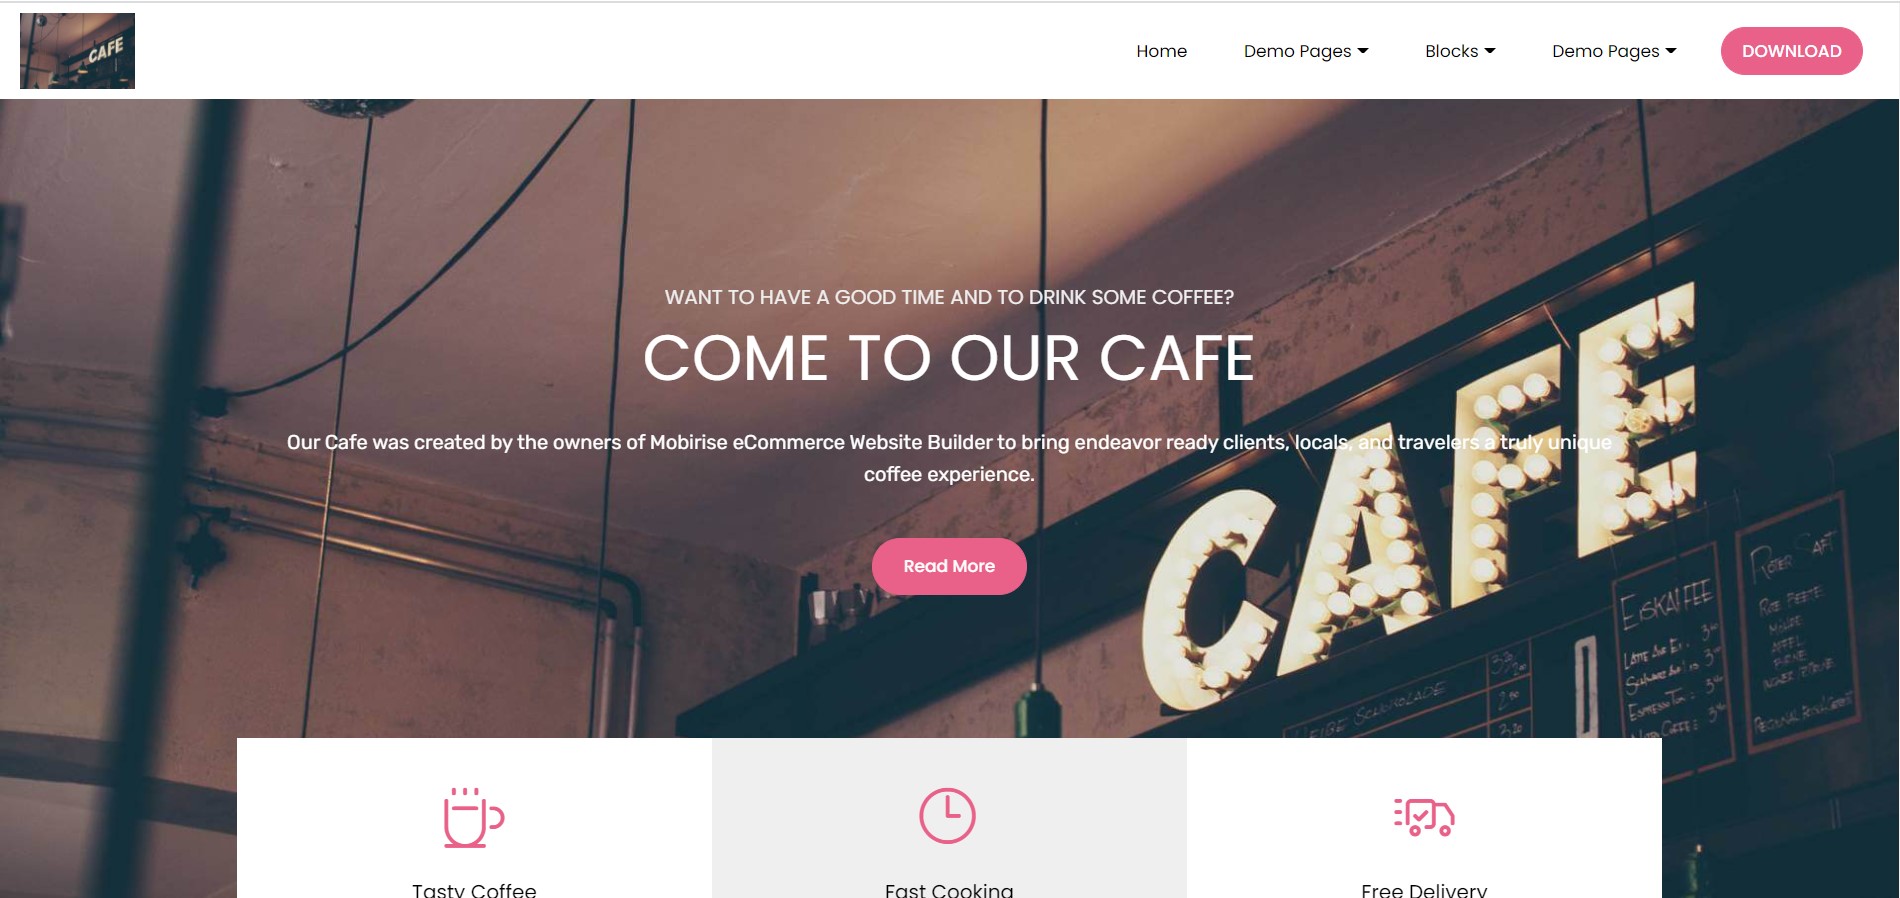 CAFE
Home
Demo Pages
Blocks
Demo Pages
DOWNLOAD
WANT TO HAVE A GOOD TIME AND TO DRINK SOME COFFEE?
COME TO OUR CAFE
Our Cafe was created by the owners of Mobirise eCommerce Website Builder to bring endeavor ready clients, locals, and travelers a truly unique
coffee experience.
Read More
CAFE
EISKAFFEE
ROTER SAFT
Tasty Coffee
Fast Cooking
Free Delivery